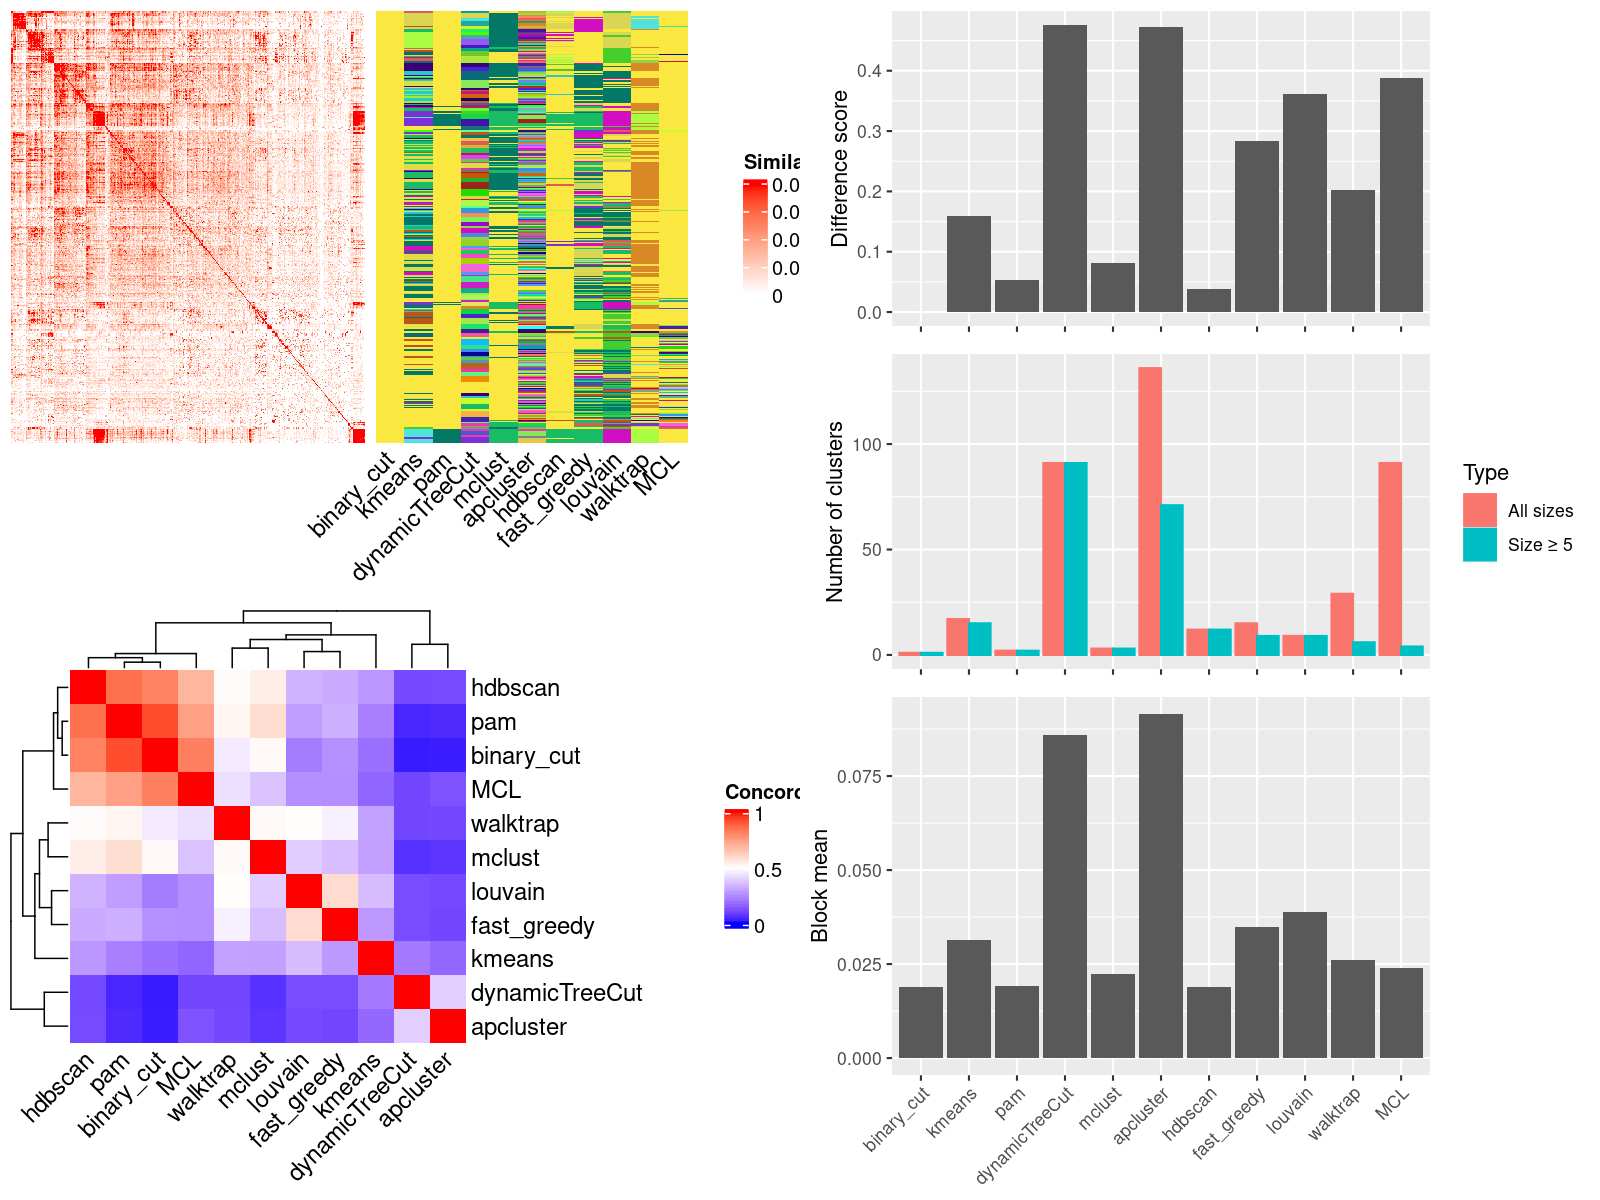 Simila
0.0
0.0
0.0
0.0
0
binary_cut
kmeans
pam
dynamicTreeCut
mclust
apcluster
hdbscan
fast_greedy
louvain
walktrap
MCL
hdbscan
pam
binary_cut
MCL
walktrap
mclust
louvain
fast_greedy
kmeans
dynamicTreeCut
apcluster
hdbscan
pam
binary_cut
MCL
walktrap
mclust
louvain
fast_greedy
kmeans
dynamicTreeCut
apcluster
Concord
1
0.5
0
Difference score
0.4
0.3
0.2
0.1
0.0
Number of clusters
100
50
0
Type
All sizes
Size ≥ 5
Block mean
0.075
0.050
0.025
0.000
binary_cut
kmeans
pam
dynamicTreeCut
mclust
apcluster
hdbscan
fast_greedy
louvain
walktrap
MCL